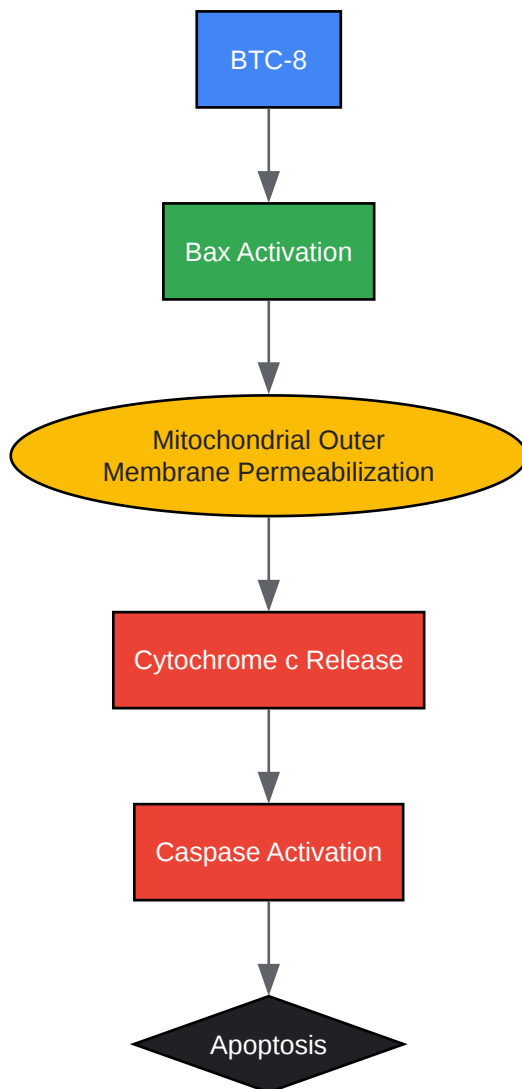 BTC-8
Bax Activation
Mitochondrial Outer
Membrane Permeabilization
Cytochrome c Release
Caspase Activation
Apoptosis